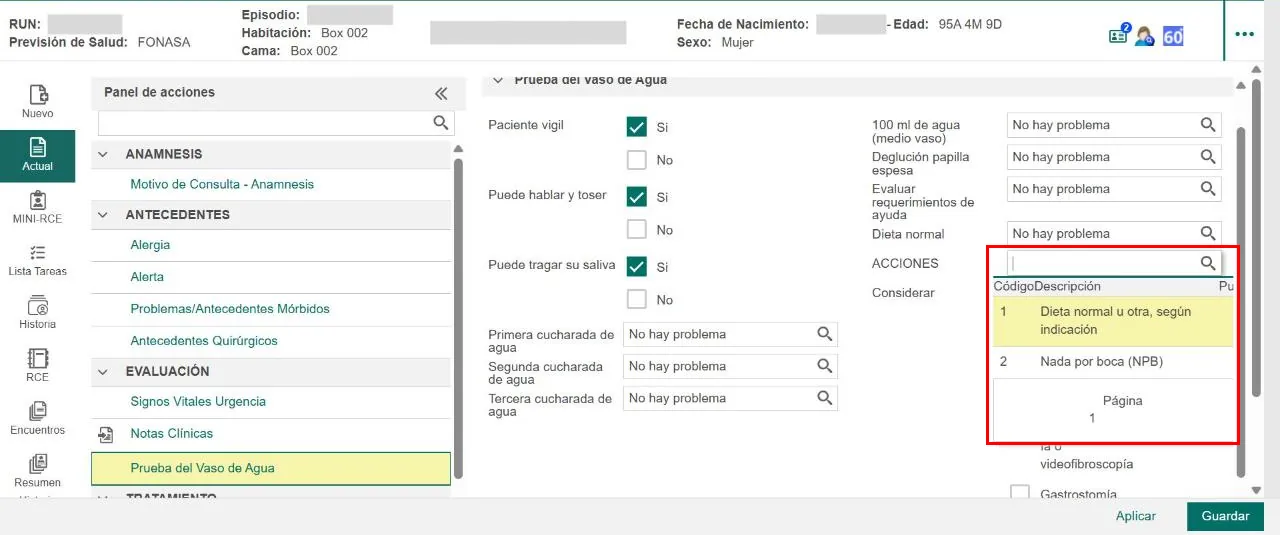 RUN:
Previsión de Salud: FONASA
Episodio:
Habitación: Box 002
Cama: Box 002
Fecha de Nacimiento: - Edad: 95A 4M 9D
Sexo: Mujer
2
60
Nuevo
Actual
MINI-RCE
Lista Tareas
Historia
RCE
Encuentros
Resumen
Panel de acciones
ANAMNESIS
Motivo de Consulta - Anamnesis
ANTECEDENTES
Alergia
Alerta
Problemas/Antecedentes Mórbidos
Antecedentes Quirúrgicos
EVALUACIÓN
Signos Vitales Urgencia
Notas Clínicas
Prueba del Vaso de Agua
TRATAMIENTO
Prueba del Vaso de Agua
Paciente vigil
Si
No
Puede hablar y toser
Si
No
Puede tragar su saliva
Si
No
Primera cucharada de agua
No hay problema
Segunda cucharada de agua
No hay problema
Tercera cucharada de agua
No hay problema
100 ml de agua
(medio vaso)
No hay problema
Deglución papilla
espesa
No hay problema
Evaluar
requerimientos de
ayuda
No hay problema
Dieta normal
No hay problema
ACCIONES
Considerar
CódigoDescripción Pu
1 Dieta normal u otra, según
indicación
2 Nada por boca (NPB)
Página
1
la o
videofibroscopía
Gastrostomía
Aplicar
Guardar